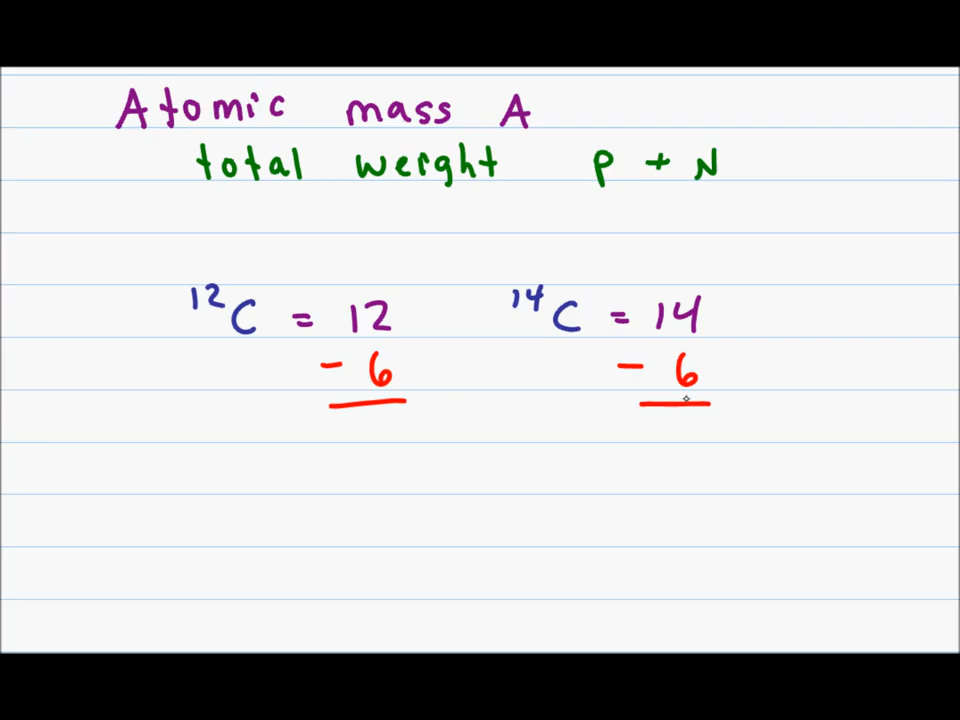 Atomic mass A
total weight P + N
¹²C = 12 ¹⁴C = 14
- 6 - 6